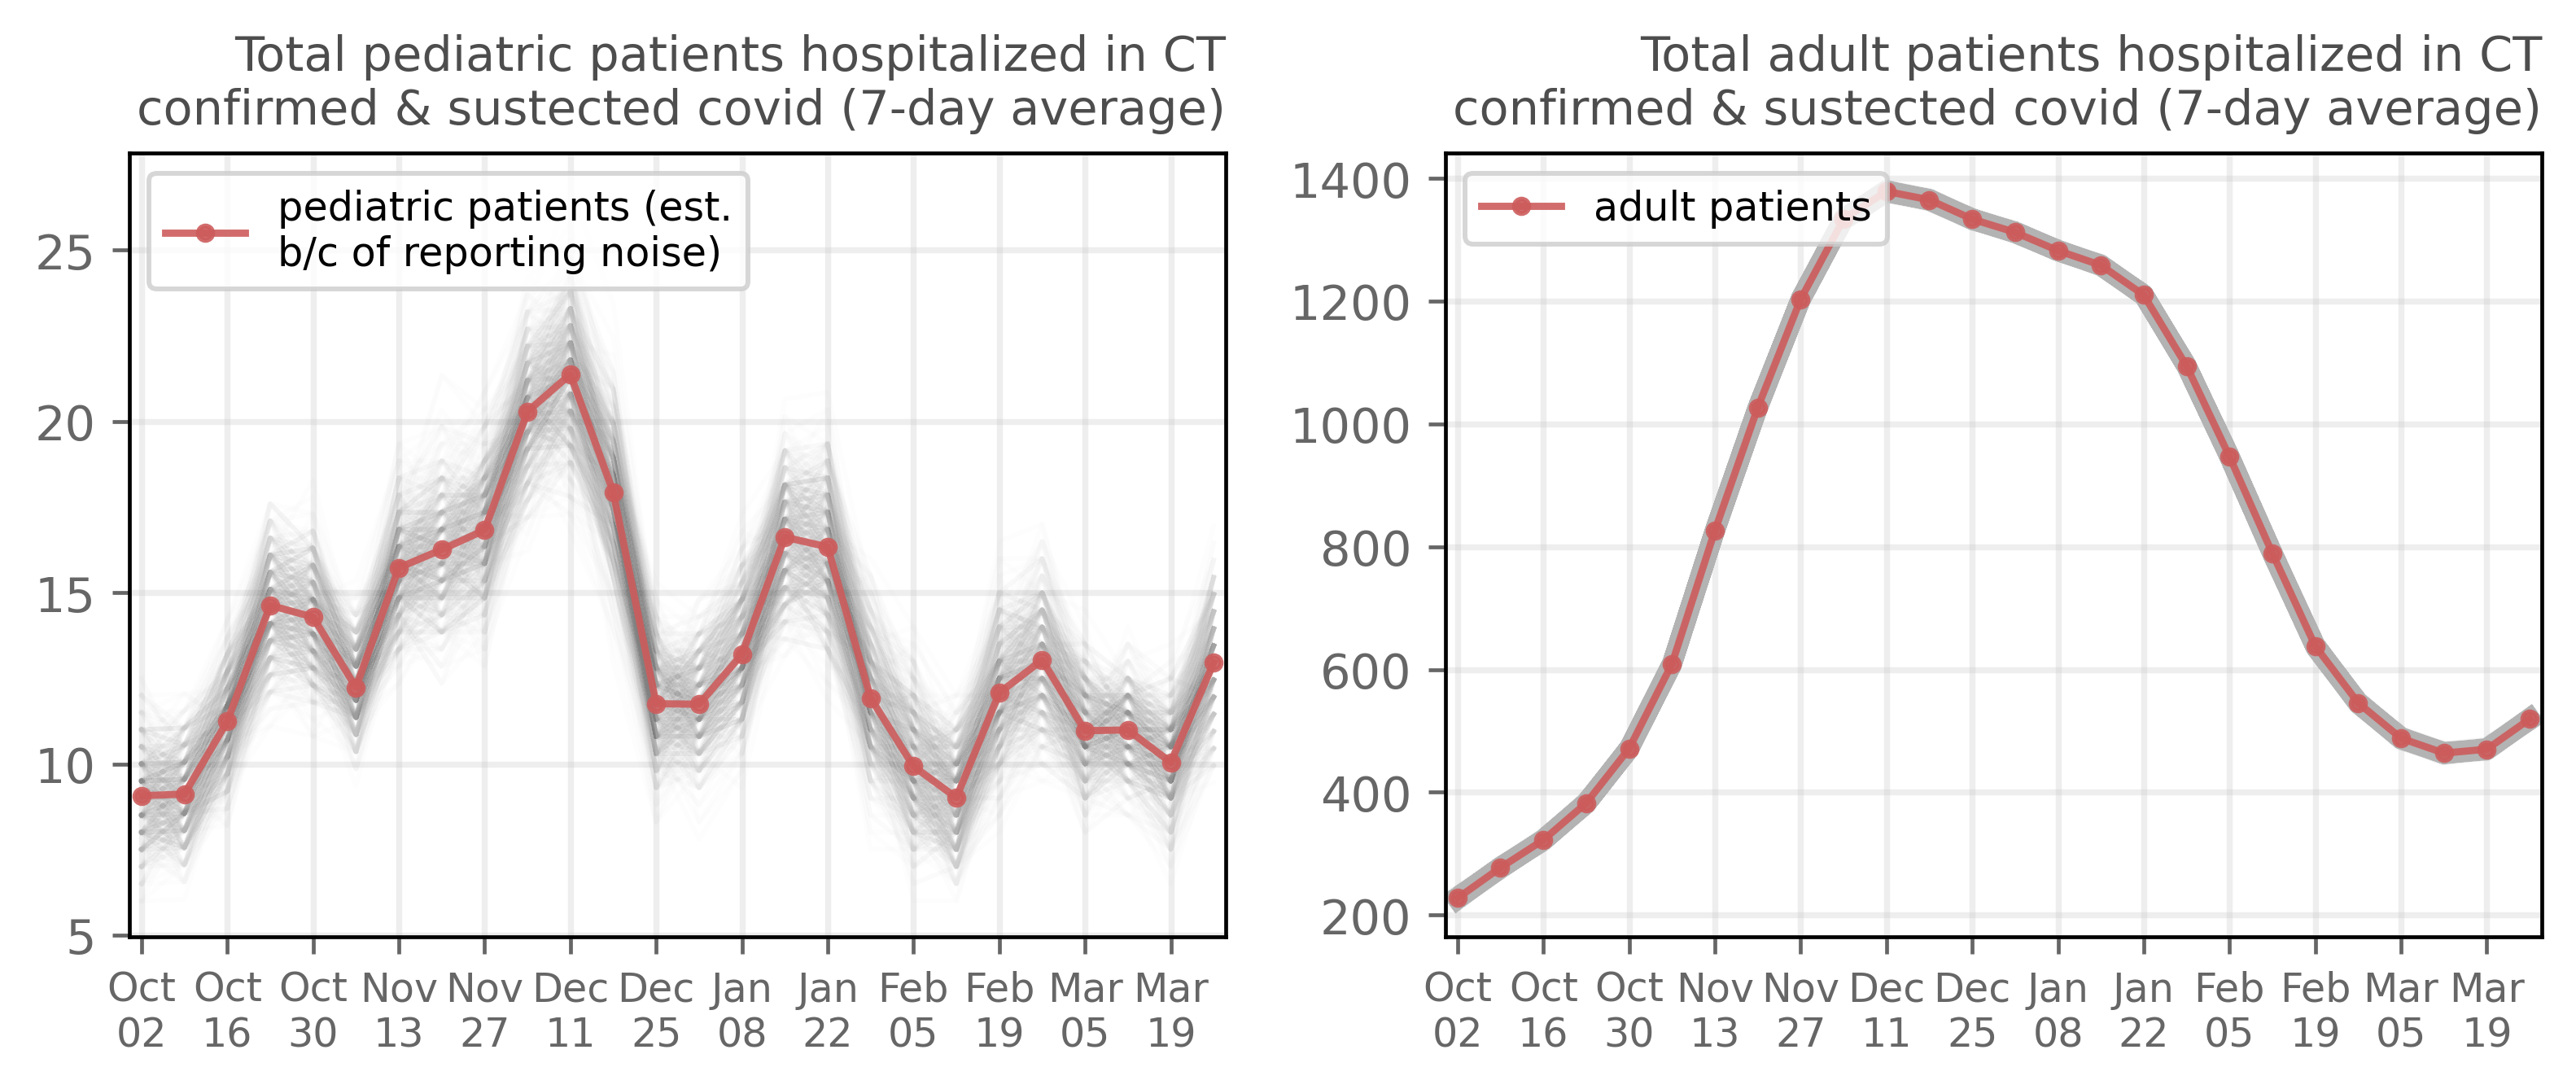 Total pediatric patients hospitalized in CT
confirmed & sustected covid (7-day average)
pediatric patients (est.
b/c of reporting noise)
25
20
15
10
5
Oct Oct Oct Nov Nov Dec Dec Jan Jan Feb Feb Mar Mar
02 16 30 13 27 11 25 08 22 05 19 05 19
Total adult patients hospitalized in CT
confirmed & sustected covid (7-day average)
adult patients
1400
1200
1000
800
600
400
200
Oct Oct Oct Nov Nov Dec Dec Jan Jan Feb Feb Mar Mar
02 16 30 13 27 11 25 08 22 05 19 05 19